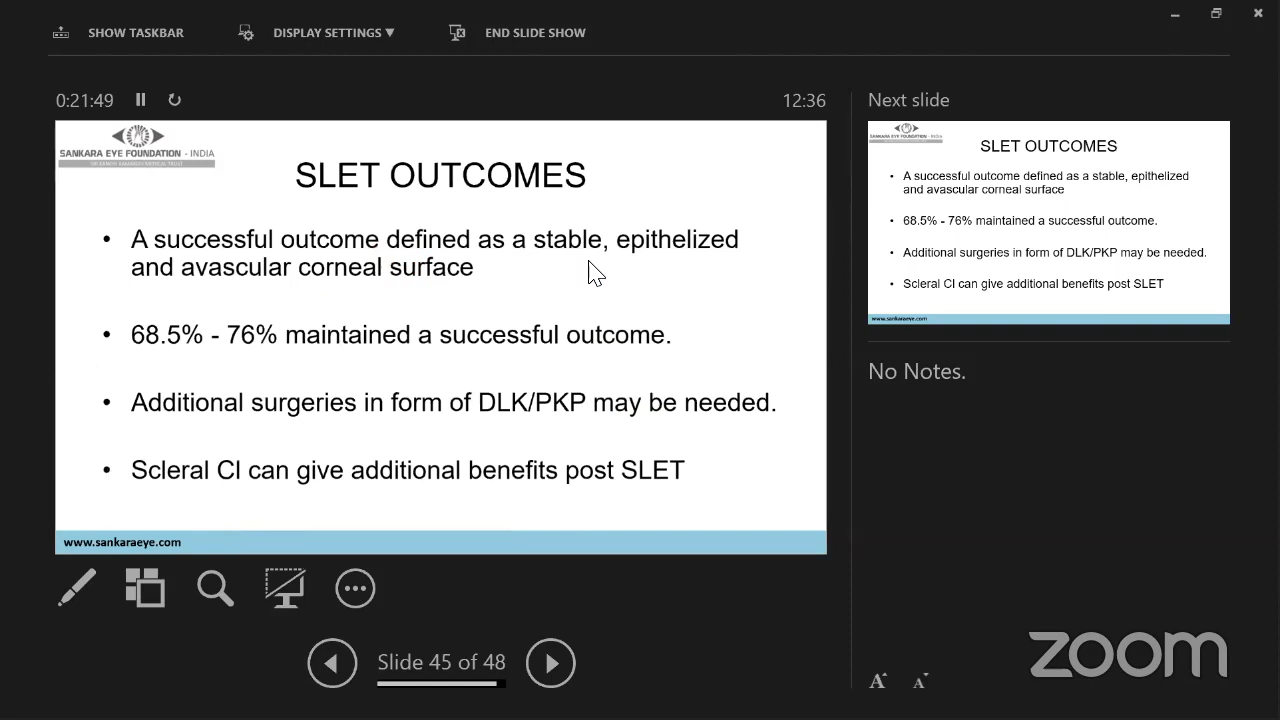 SHOW TASKBAR
DISPLAY SETTINGS ▼
END SLIDE SHOW
0:21:49
12:36
SANKARA EYE FOUNDATION - INDIA
SLET OUTCOMES
• A successful outcome defined as a stable, epithelized
and avascular corneal surface
• 68.5% - 76% maintained a successful outcome.
• Additional surgeries in form of DLK/PKP may be needed.
• Scleral Cl can give additional benefits post SLET
www.sankaraeye.com
Slide 45 of 48
Next slide
SANKARA EYE FOUNDATION - INDIA
SLET OUTCOMES
• A successful outcome defined as a stable, epithelized
and avascular corneal surface
• 68.5% - 76% maintained a successful outcome.
• Additional surgeries in form of DLK/PKP may be needed.
• Scleral Cl can give additional benefits post SLET
www.sankaraeye.com
No Notes.
A A
zoom